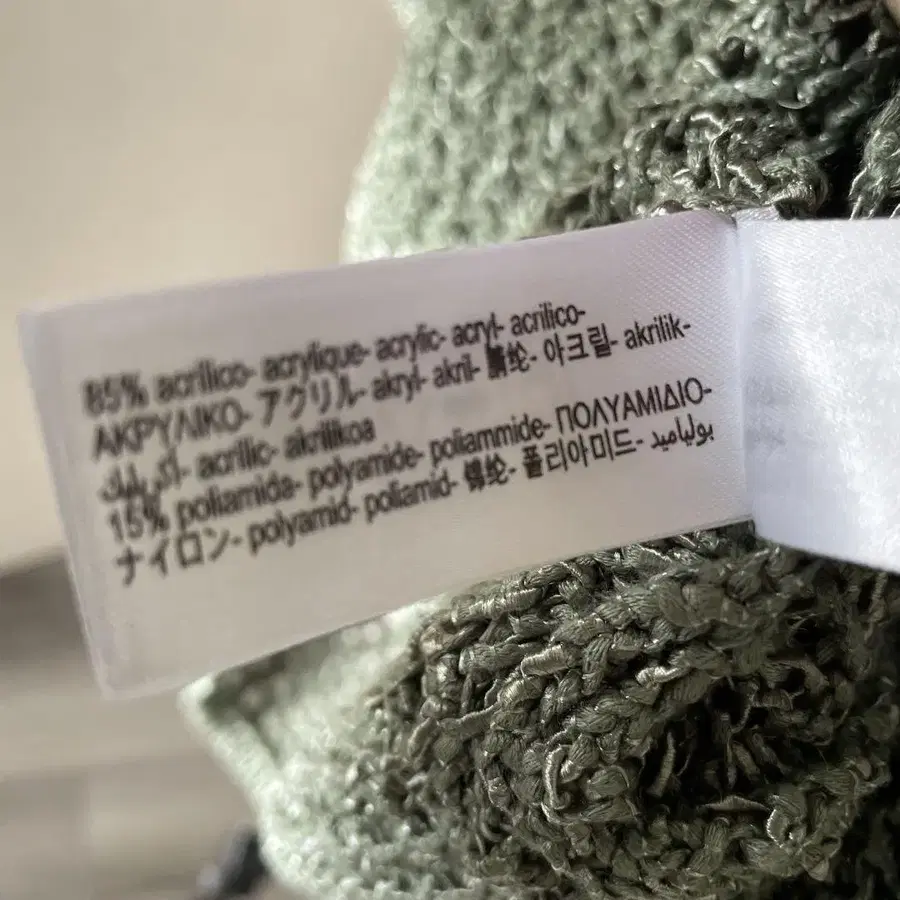 85% acrilico- acrylique- acrylic- acryl- acrilico-
ΑΚΡΥΛΙΚΟ- アクリル- akryl- akril- 腈纶- 아크릴- akrilik-
أكريليك- acrilic- akrilikoa
15% poliamida- polyamide- poliammide- ΠΟΛΥΑΜΙΔΙΟ-
ナイロン- polyamid- poliamid- 锦纶- 폴리아미드- بولياميد